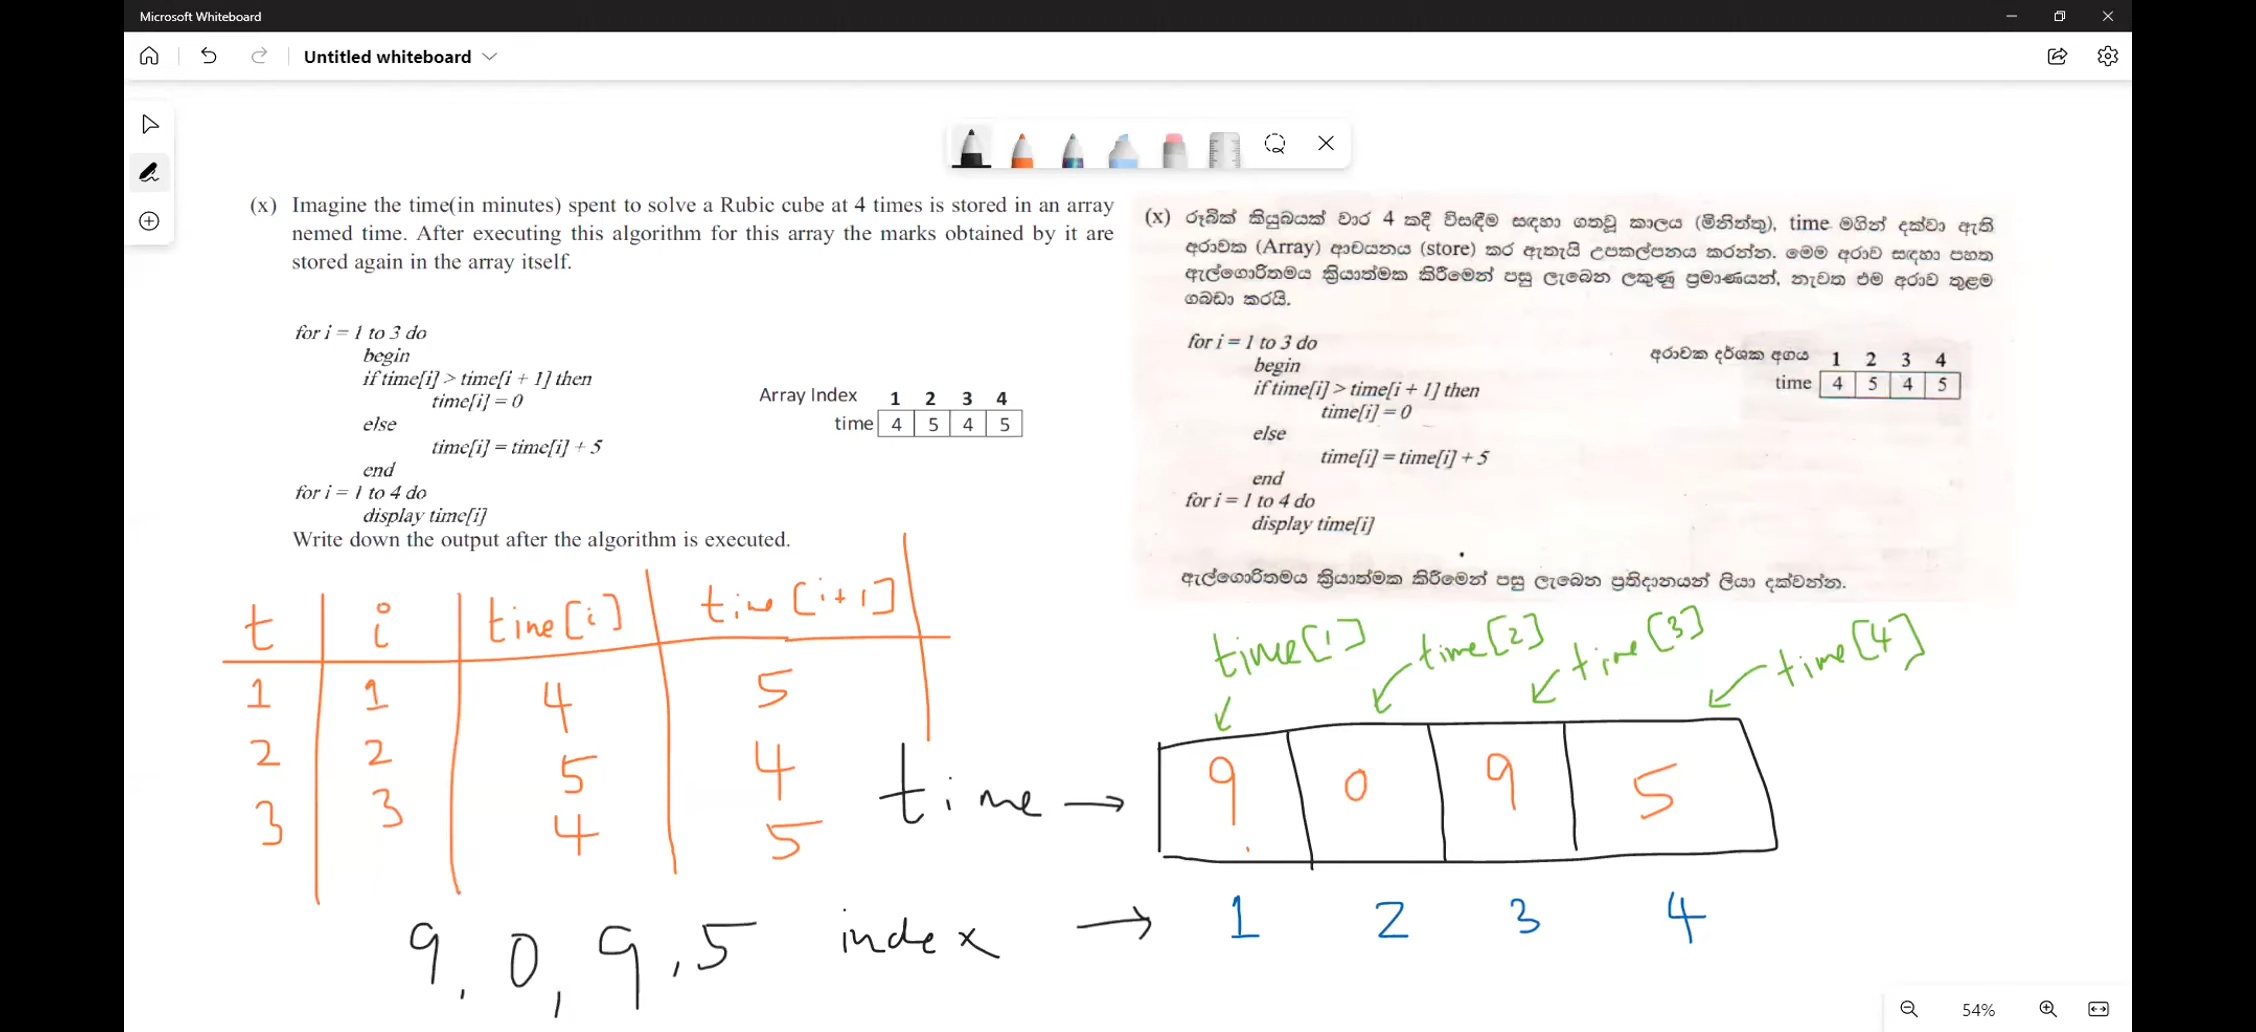 Microsoft Whiteboard
Untitled whiteboard
(x) Imagine the time(in minutes) spent to solve a Rubic cube at 4 times is stored in an array
nemed time. After executing this algorithm for this array the marks obtained by it are
stored again in the array itself.
for i = 1 to 3 do
begin
if time[i] > time[i + 1] then
time[i] = 0
else
time[i] = time[i] + 5
end
for i = 1 to 4 do
display time[i]
Array Index 1 2 3 4
time 4 5 4 5
Write down the output after the algorithm is executed.
(x) රූබික් කියුබයක් වාර 4 කදී විසඳීම සඳහා ගතවූ කාලය (මිනිත්තු), time මගින් දක්වා ඇති
අරාවක (Array) ආචයනය (store) කර ඇතැයි උපකල්පනය කරන්න. මෙම අරාව සඳහා පහත
ඇල්ගොරිතමය ක්‍රියාත්මක කිරීමෙන් පසු ලැබෙන ලකුණු ප්‍රමාණයන්, නැවත එම අරාව තුළම
ගබඩා කරයි.
for i = 1 to 3 do
begin
if time[i] > time[i + 1] then
time[i] = 0
else
time[i] = time[i] + 5
end
for i = 1 to 4 do
display time[i]
අරාවක දර්ශක අගය 1 2 3 4
time 4 5 4 5
ඇල්ගොරිතමය ක්‍රියාත්මක කිරීමෙන් පසු ලැබෙන ප්‍රතිදානයන් ලියා දක්වන්න.
t i time[i] time[i+1]
1 1 4 5
2 2 5 4
3 3 4 5
time[1] time[2] time[3] time[4]
time → 9 0 9 5
index → 1 2 3 4
9, 0, 9, 5
54%